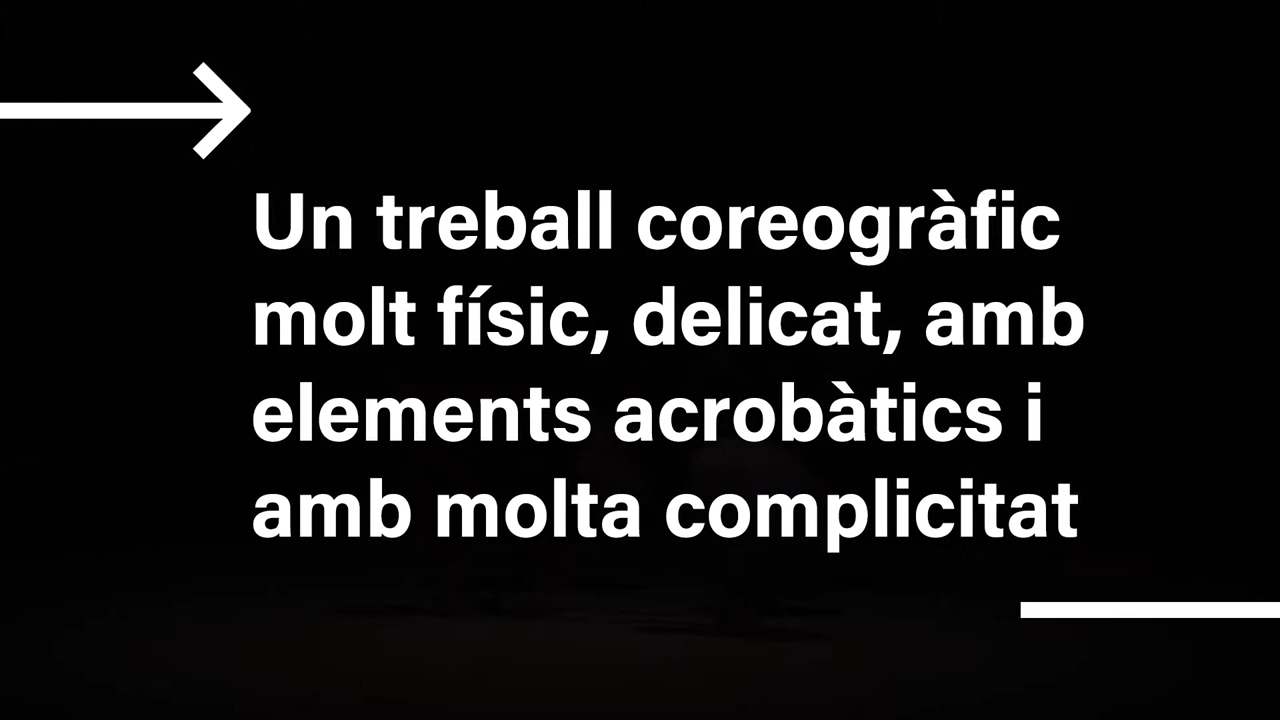 Un treball coreogràfic
molt físic, delicat, amb
elements acrobàtics i
amb molta complicitat